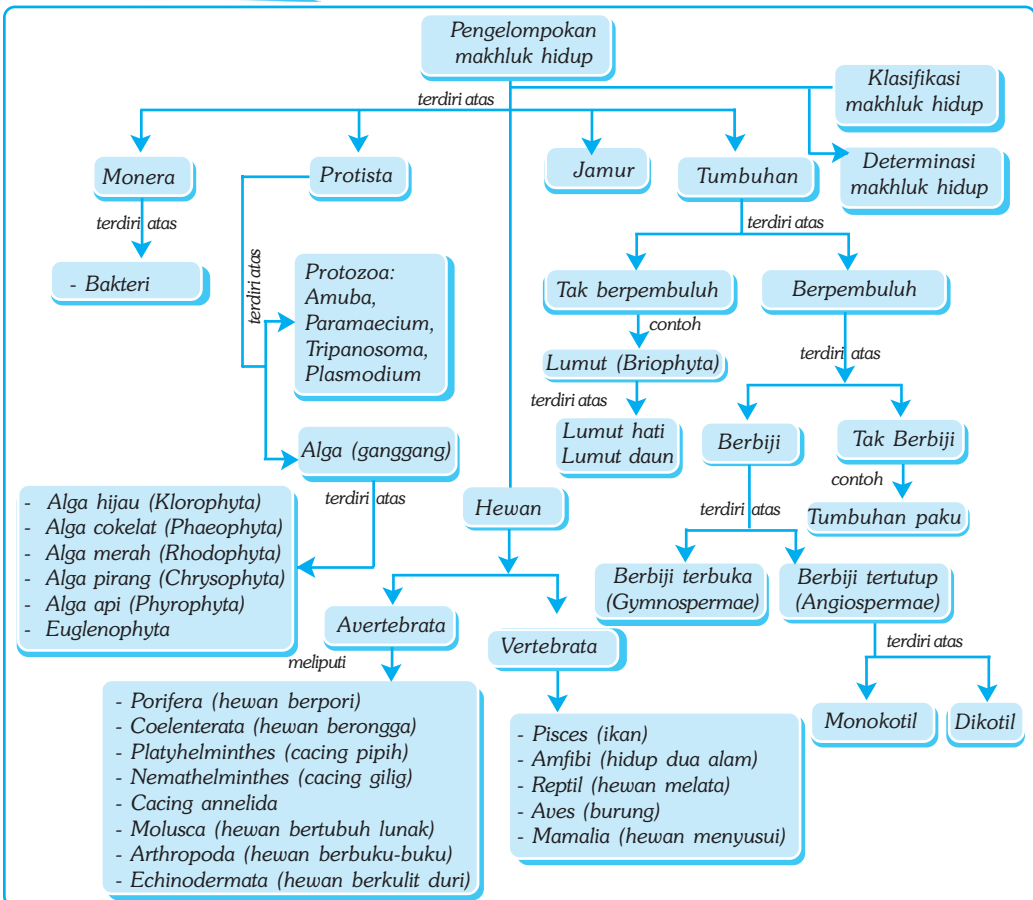 Pengelompokan
makhluk hidup
terdiri atas
Klasifikasi
makhluk hidup
Determinasi
makhluk hidup
Monera
terdiri atas
- Bakteri
Protista
terdiri atas
Protozoa:
Amuba,
Paramaecium,
Tripanosoma,
Plasmodium
Alga (ganggang)
terdiri atas
- Alga hijau (Klorophyta)
- Alga cokelat (Phaeophyta)
- Alga merah (Rhodophyta)
- Alga pirang (Chrysophyta)
- Alga api (Phyrophyta)
- Euglenophyta
Hewan
Avertebrata
meliputi
- Porifera (hewan berpori)
- Coelenterata (hewan berongga)
- Platyhelminthes (cacing pipih)
- Nemathelminthes (cacing gilig)
- Cacing annelida
- Molusca (hewan bertubuh lunak)
- Arthropoda (hewan berbuku-buku)
- Echinodermata (hewan berkulit duri)
Vertebrata
- Pisces (ikan)
- Amfibi (hidup dua alam)
- Reptil (hewan melata)
- Aves (burung)
- Mamalia (hewan menyusui)
Jamur
Tumbuhan
terdiri atas
Tak berpembuluh
contoh
Lumut (Briophyta)
terdiri atas
Lumut hati
Lumut daun
Berpembuluh
terdiri atas
Berbiji
terdiri atas
Berbiji terbuka
(Gymnospermae)
Berbiji tertutup
(Angiospermae)
terdiri atas
Monokotil
Dikotil
Tak Berbiji
contoh
Tumbuhan paku